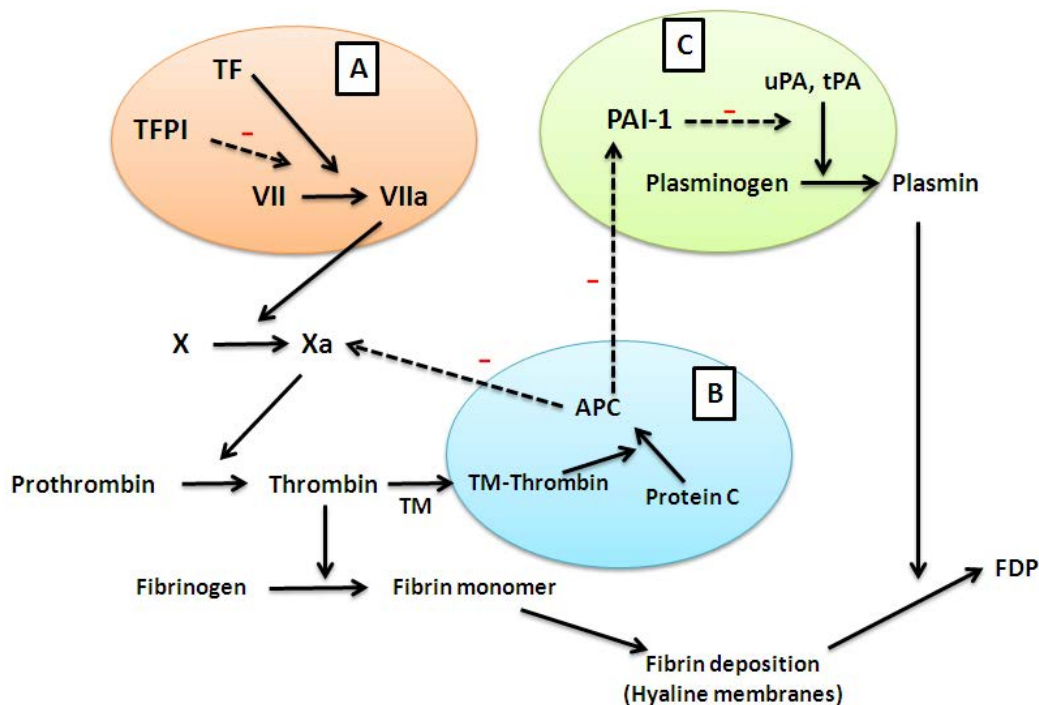 A
TF
TFPI
–
VII
VIIa
C
uPA, tPA
PAI-1
–
Plasminogen
Plasmin
–
X
Xa
–
B
APC
TM-Thrombin
Protein C
Prothrombin
Thrombin
TM
Fibrinogen
Fibrin monomer
FDP
Fibrin deposition
(Hyaline membranes)